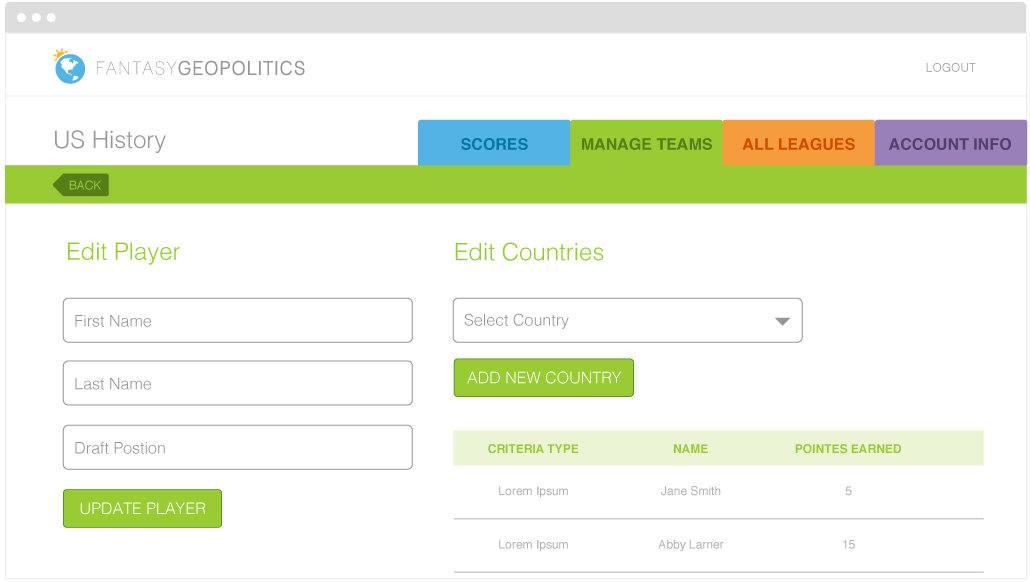 FANTASYGEOPOLITICS
LOGOUT
US History
SCORES
MANAGE TEAMS
ALL LEAGUES
ACCOUNT INFO
BACK
Edit Player
First Name
Last Name
Draft Postion
UPDATE PLAYER
Edit Countries
Select Country
ADD NEW COUNTRY
CRITERIA TYPE NAME POINTES EARNED
Lorem Ipsum Jane Smith 5
Lorem Ipsum Abby Larner 15